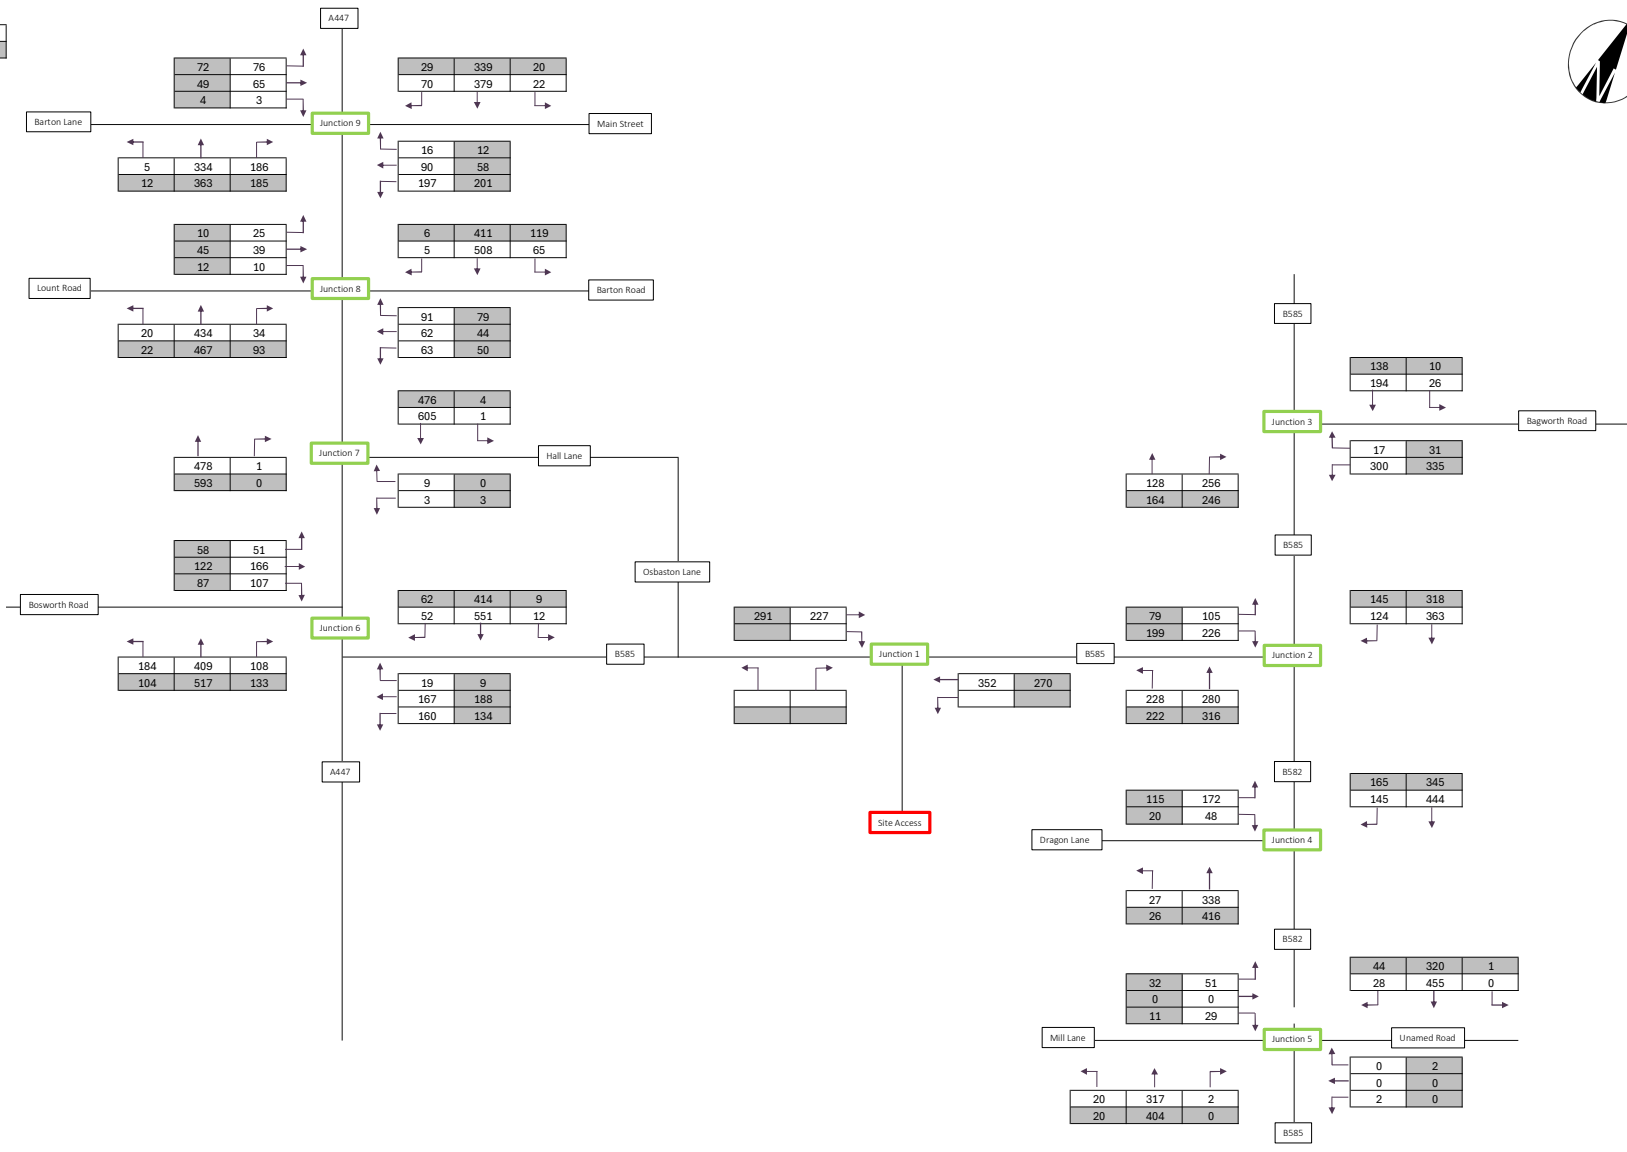 A447
72 76
49 65
4 3
29 339 20
70 379 22
Barton Lane
Junction 9
Main Street
5 334 186
12 363 185
16 12
90 58
197 201
10 25
45 39
12 10
6 411 119
5 508 65
Lount Road
Junction 8
Barton Road
20 434 34
22 467 93
91 79
62 44
63 50
476 4
605 1
Junction 7
Hall Lane
478 1
593 0
9 0
3 3
58 51
122 166
87 107
Bosworth Road
Junction 6
62 414 9
52 551 12
184 409 108
104 517 133
19 9
167 188
160 134
A447
Osbaston Lane
B585
291 227
Junction 1
352 270
Site Access
B585
N
B585
138 10
194 26
Junction 3
Bagworth Road
17 31
300 335
128 256
164 246
B585
79 105
199 226
145 318
124 363
Junction 2
228 280
222 316
B582
115 172
20 48
165 345
145 444
Dragon Lane
Junction 4
27 338
26 416
B582
32 51
0 0
11 29
44 320 1
28 455 0
Mill Lane
Junction 5
Unamed Road
20 317 2
20 404 0
0 2
0 0
2 0
B585